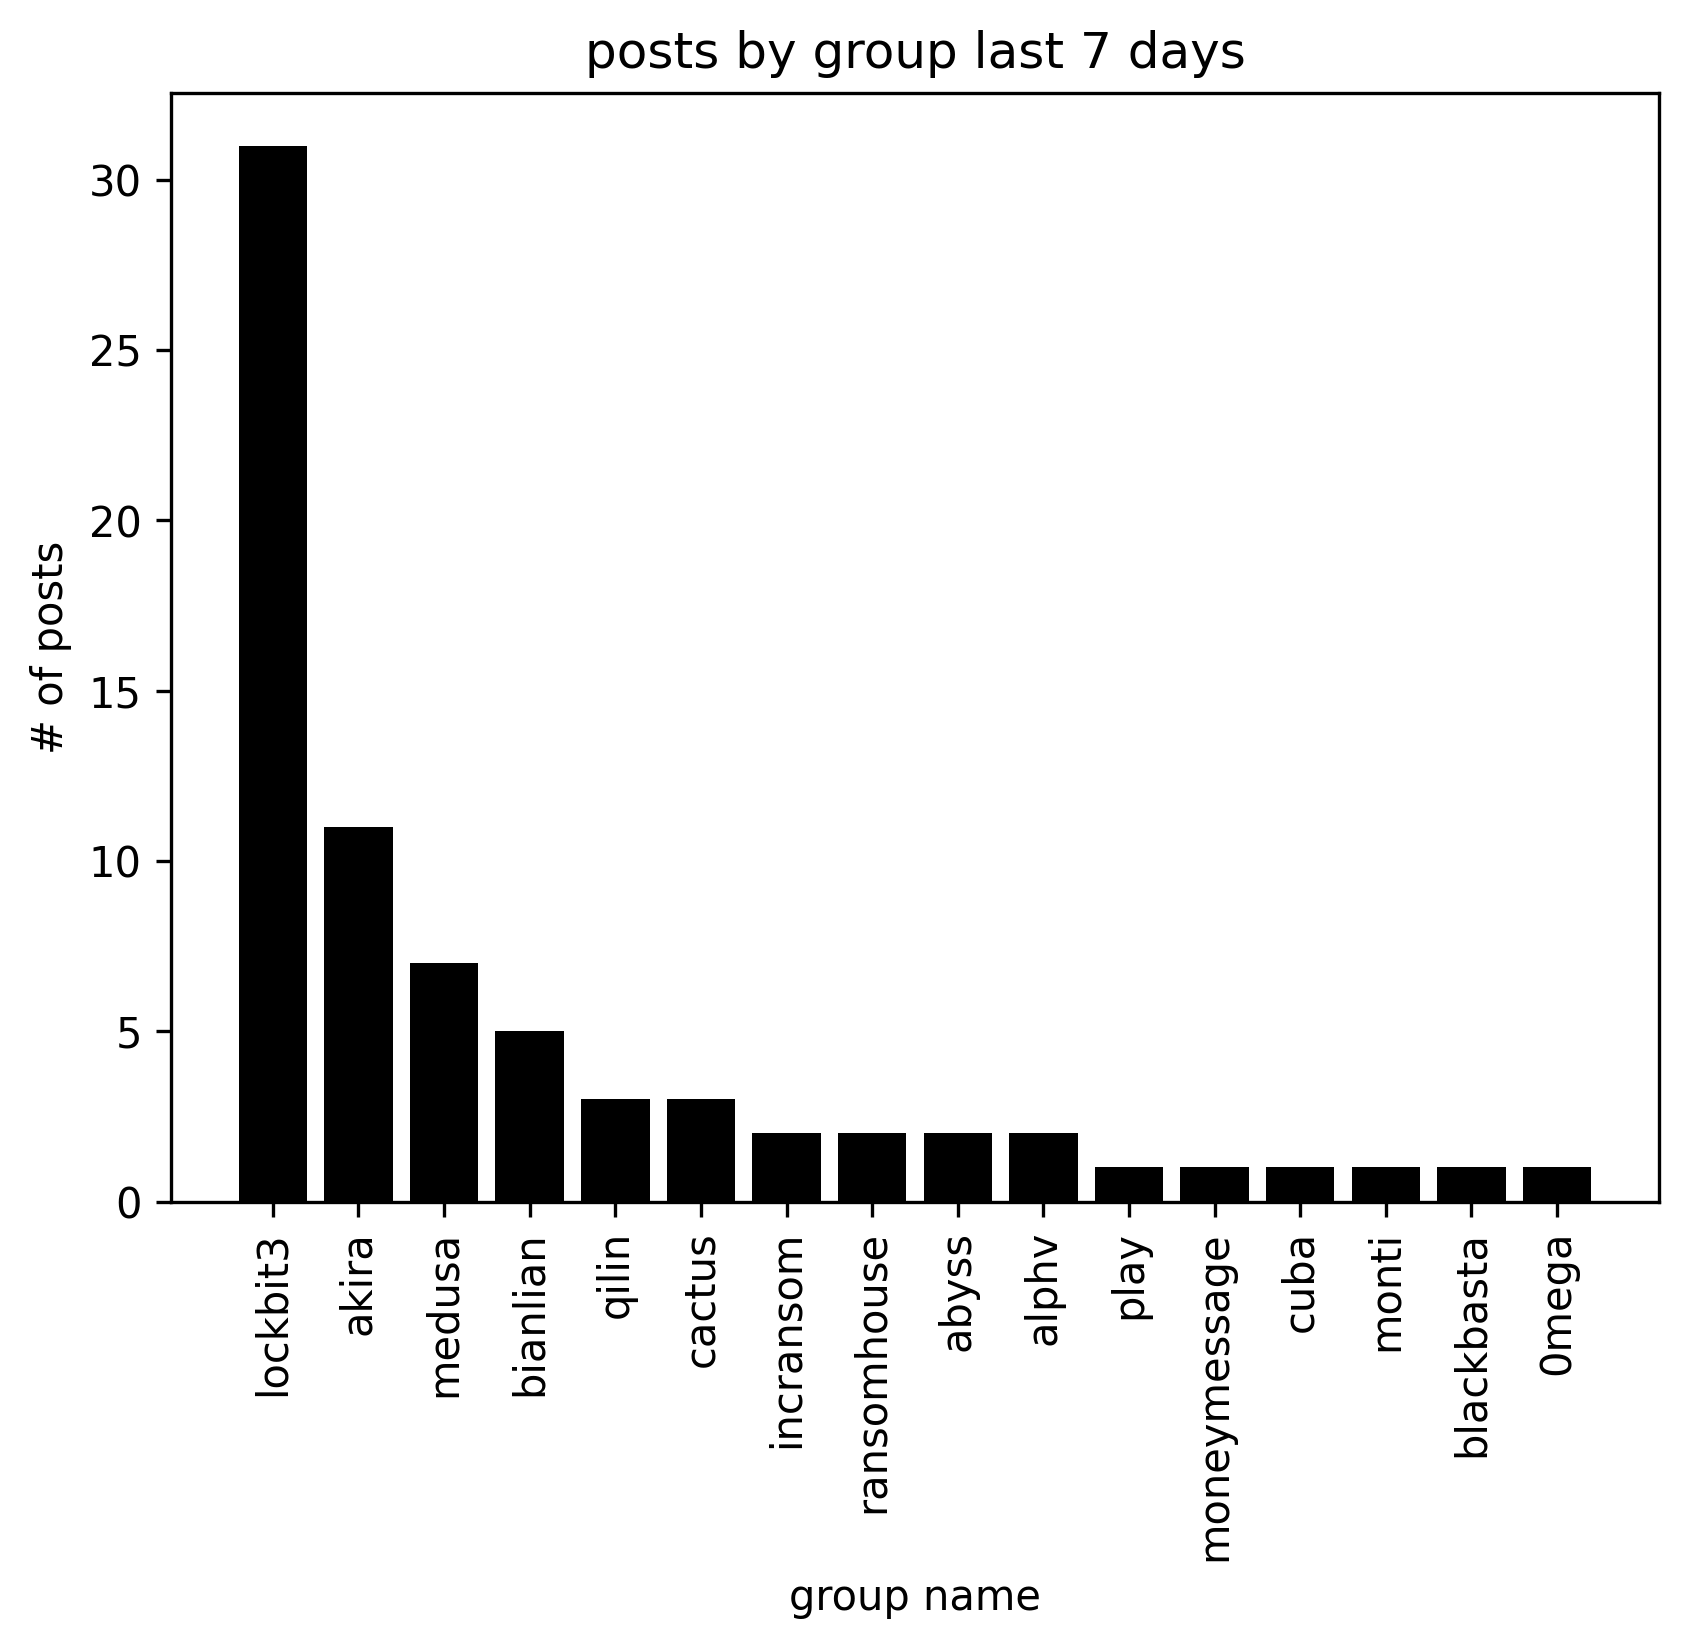 posts by group last 7 days
# of posts
30
25
20
15
10
5
0
lockbit3
akira
medusa
bianlian
qilin
cactus
incransom
ransomhouse
abyss
alphv
play
moneymessage
cuba
monti
blackbasta
0mega
group name